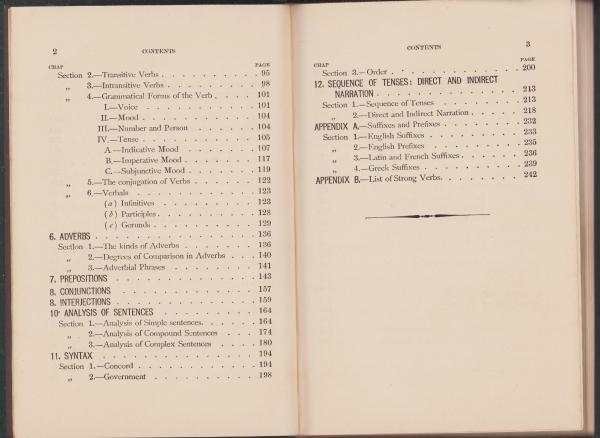 2 CONTENTS
CHAP PAGE
Section 2.—Transitive Verbs . . . . . . . . . . 95
„ 3.—Intransitive Verbs . . . . . . . . . 98
„ 4.—Grammatical Forms of the Verb . . . . . 101
I.—Voice . . . . . . . . . . 101
II.—Mood . . . . . . . . . . 104
III.—Number and Person . . . . . . 104
IV.—Tense . . . . . . . . . . 105
A.—Indicative Mood . . . . . . . 107
B.—Imperative Mood . . . . . . . 117
C.—Subjunctive Mood . . . . . . . 119
„ 5.—The conjugation of Verbs . . . . . . . 122
„ 6.—Verbals . . . . . . . . . . . 123
(a) Infinitives . . . . . . . . . 123
(b) Participles . . . . . . . . . 128
(c) Gerunds . . . . . . . . . . 129
6. ADVERBS . . . . . . . . . . . . . . 136
Section 1.—The kinds of Adverbs . . . . . . . 136
„ 2.—Degrees of Comparison in Adverbs . . . 140
„ 3.—Adverbial Phrases . . . . . . . . 141
7. PREPOSITIONS . . . . . . . . . . . . 143
8. CONJUNCTIONS . . . . . . . . . . . . 157
8. INTERJECTIONS . . . . . . . . . . . . 159
10· ANALYSIS OF SENTENCES . . . . . . . . 164
Section 1.—Analysis of Simple sentences. . . . . 164
„ 2.—Analysis of Compound Sentences . . . 174
„ 3.—Analysis of Complex Sentences . . . . 180
11. SYNTAX . . . . . . . . . . . . . . 194
Section 1.—Concord . . . . . . . . . . . 194
„ 2.—Government . . . . . . . . . . 198
CONTENTS 3
CHAP PAGE
Section 3.—Order . . . . . . . . . . . 200
12. SEQUENCE OF TENSES: DIRECT AND INDIRECT
NARRATION . . . . . . . . . . . . 213
Section 1.—Sequence of Tenses . . . . . . . 213
„ 2.—Direct and Indirect Narration . . . . . 218
APPENDIX A.—Suffixes and Prefixes . . . . . . . 232
Section 1.—English Suffixes . . . . . . . . 233
„ 2.—English Prefixes . . . . . . . . 235
„ 3.—Latin and French Suffixes . . . . . . 236
„ 4.—Greek Suffixes . . . . . . . . . 239
APPENDIX B.—List of Strong Verbs. . . . . . . . 242